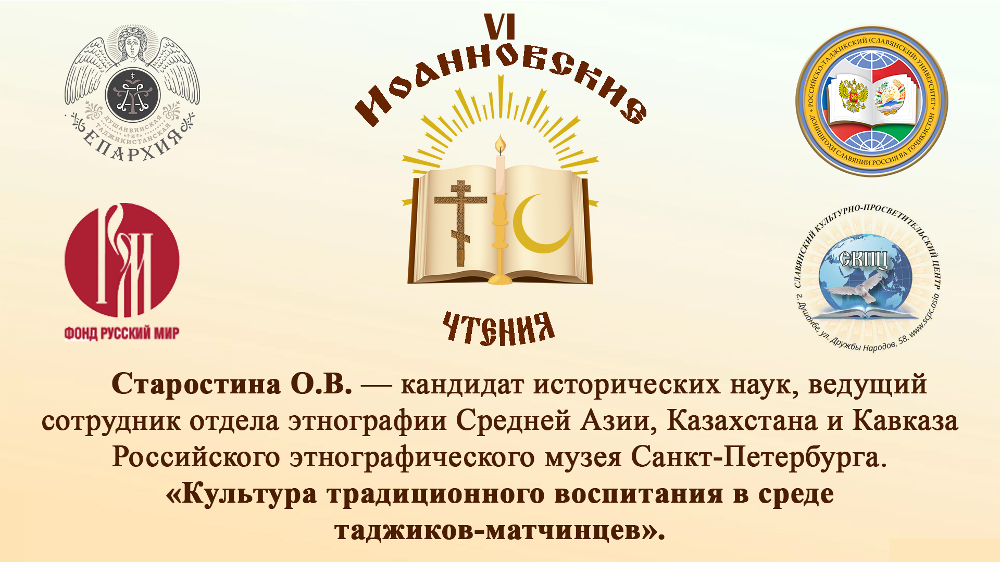 VI
ИОАННОВСКИЕ
ЧТЕНИЯ
ДУШАНБИНСКАЯ
И
ТАДЖИКИСТАНСКАЯ
ЕПАРХИЯ
* РОССИЙСКО-ТАДЖИКСКИЙ (СЛАВЯНСКИЙ) УНИВЕРСИТЕТ *
ДОНИШГОҲИ СЛАВЯНИИ РОССИЯ ВА ТОҶИКИСТОН
РМ
ФОНД РУССКИЙ МИР
СЛАВЯНСКИЙ КУЛЬТУРНО-ПРОСВЕТИТЕЛЬСКИЙ ЦЕНТР
СКПЦ
г. Душанбе, ул. Дружбы Народов, 58. www.scpc.asia
Старостина О.В. — кандидат исторических наук, ведущий
сотрудник отдела этнографии Средней Азии, Казахстана и Кавказа
Российского этнографического музея Санкт-Петербурга.
«Культура традиционного воспитания в среде
таджиков-матчинцев».